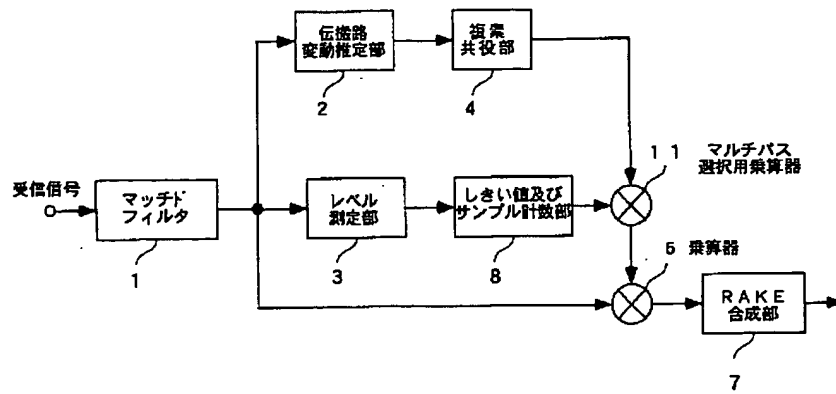 伝搬路
変動推定部
2
複素
共役部
4
11
マルチパス
選択用乗算器
受信信号
マッチド
フィルタ
1
レベル
測定部
3
しきい値及び
サンプル計数部
8
5 乗算器
RAKE
合成部
7